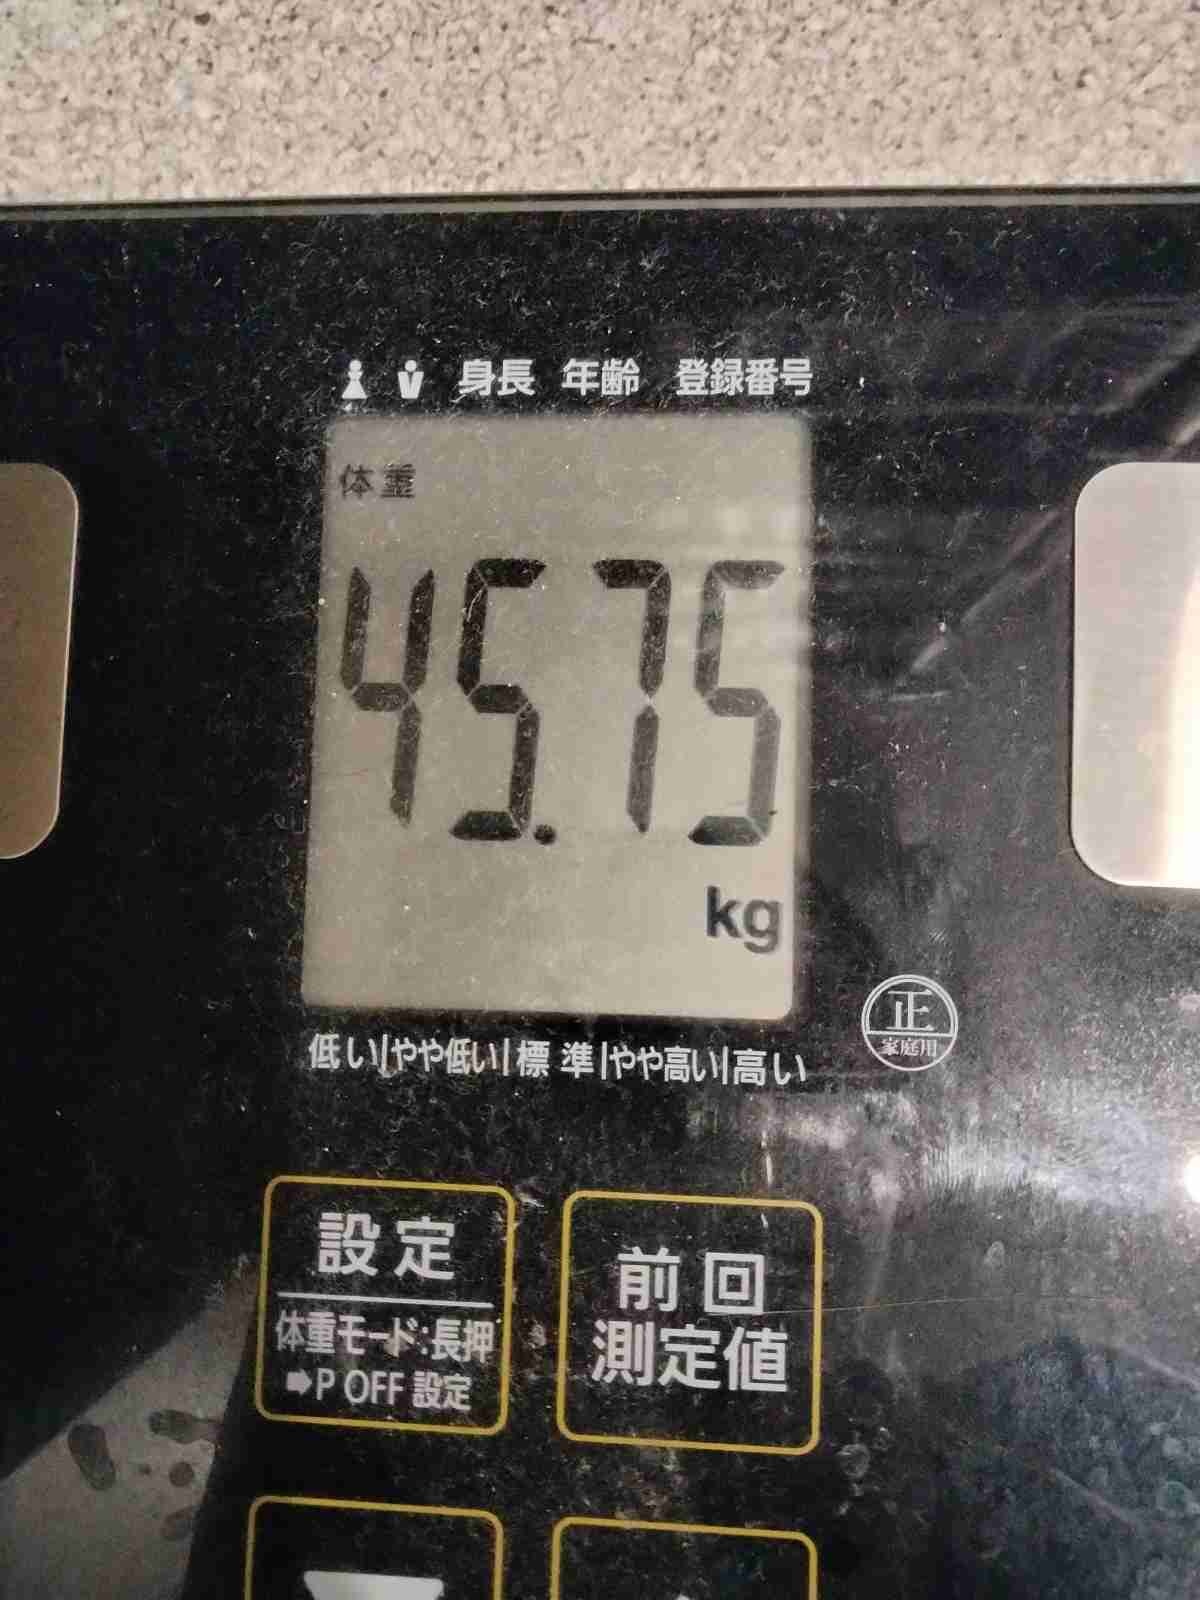 身長 年齢 登録番号
体重
45.75
kg
正
家庭用
低い|やや低い|標準|やや高い|高い
設定
体重モード:長押
➡P OFF 設定
前回
測定値